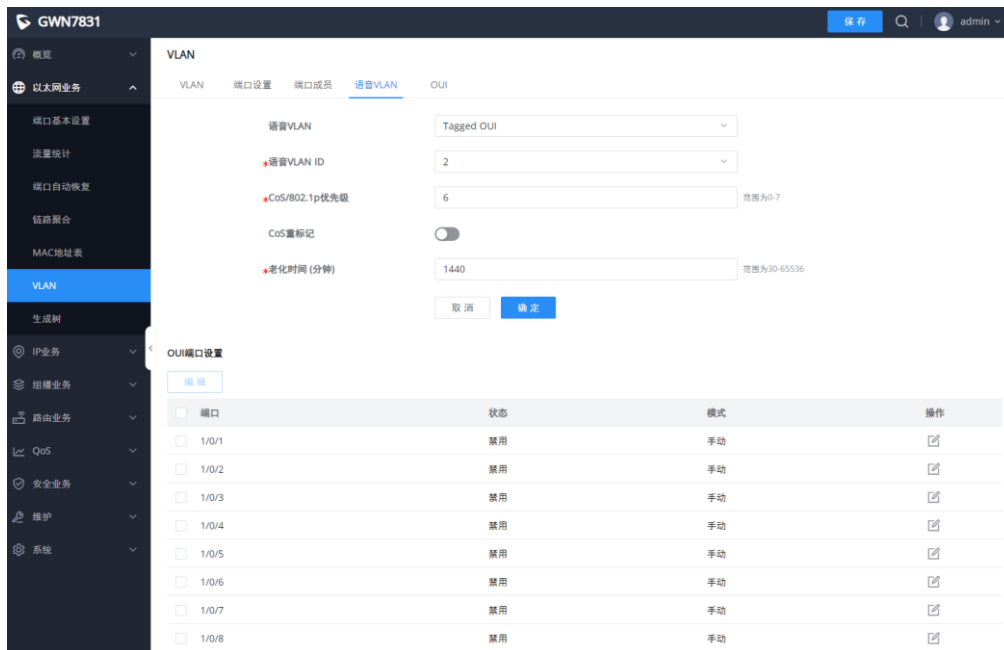 GWN7831
保存
admin
概览
以太网业务
端口基本设置
流量统计
端口自动恢复
链路聚合
MAC地址表
VLAN
生成树
IP业务
组播业务
路由业务
QoS
安全业务
维护
系统
VLAN
VLAN 端口设置 端口成员 语音VLAN OUI
语音VLAN Tagged OUI
*语音VLAN ID 2
*CoS/802.1p优先级 6 范围为0-7
CoS重标记
*老化时间 (分钟) 1440 范围为30-65536
取消 确定
OUI端口设置
编辑
端口 状态 模式 操作
1/0/1 禁用 手动
1/0/2 禁用 手动
1/0/3 禁用 手动
1/0/4 禁用 手动
1/0/5 禁用 手动
1/0/6 禁用 手动
1/0/7 禁用 手动
1/0/8 禁用 手动